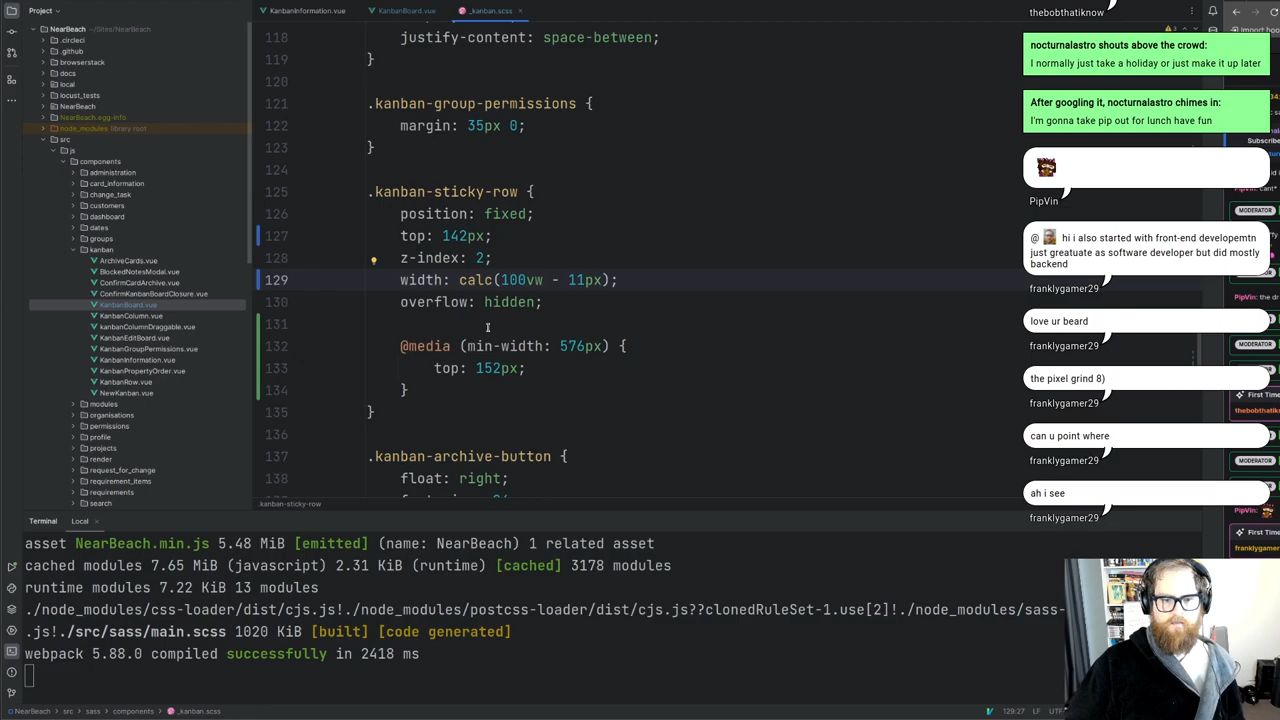 Project
KanbanInformation.vue
KanbanBoard.vue
_kanban.scss
NearBeach ~/Sites/NearBeach
.circleci
.github
browserstack
docs
local
locust_tests
NearBeach
NearBeach.egg-info
node_modules library root
src
js
components
administration
card_information
change_task
customers
dashboard
dates
groups
kanban
ArchiveCards.vue
BlockedNotesModal.vue
ConfirmCardArchive.vue
ConfirmKanbanBoardClosure.vue
KanbanBoard.vue
KanbanColumn.vue
kanbanColumnDraggable.vue
KanbanEditBoard.vue
KanbanGroupPermissions.vue
KanbanInformation.vue
KanbanPropertyOrder.vue
KanbanRow.vue
NewKanban.vue
modules
organisations
permissions
profile
projects
render
request_for_change
requirement_items
requirements
search
118 justify-content: space-between;
119 }
120
121 .kanban-group-permissions {
122 margin: 35px 0;
123 }
124
125 .kanban-sticky-row {
126 position: fixed;
127 top: 142px;
128 z-index: 2;
129 width: calc(100vw - 11px);
130 overflow: hidden;
131
132 @media (min-width: 576px) {
133 top: 152px;
134 }
135 }
136
137 .kanban-archive-button {
138 float: right;
.kanban-sticky-row
Terminal Local
asset NearBeach.min.js 5.48 MiB [emitted] (name: NearBeach) 1 related asset
cached modules 7.65 MiB (javascript) 2.31 KiB (runtime) [cached] 3178 modules
runtime modules 7.22 KiB 13 modules
./node_modules/css-loader/dist/cjs.js!./node_modules/postcss-loader/dist/cjs.js??clonedRuleSet-1.use[2]!./node_modules/sass-
.js!./src/sass/main.scss 1020 KiB [built] [code generated]
webpack 5.88.0 compiled successfully in 2418 ms
NearBeach > src > sass > components > _kanban.scss
129:27 LF
thebobthatiknow
nocturnalastro shouts above the crowd:
I normally just take a holiday or just make it up later
After googling it, nocturnalastro chimes in:
I'm gonna take pip out for lunch have fun
PipVin
@ hi i also started with front-end developemtn
just greatuate as software developer but did mostly
backend
franklygamer29
love ur beard
franklygamer29
the pixel grind 8)
franklygamer29
can u point where
franklygamer29
ah i see
franklygamer29
Import boo
Subscribe
MODERATOR
MODERATOR
MODERATOR
First Time
thebobthatik
MODERATOR
MODERATOR
PipVin:
First Time
franklygamer